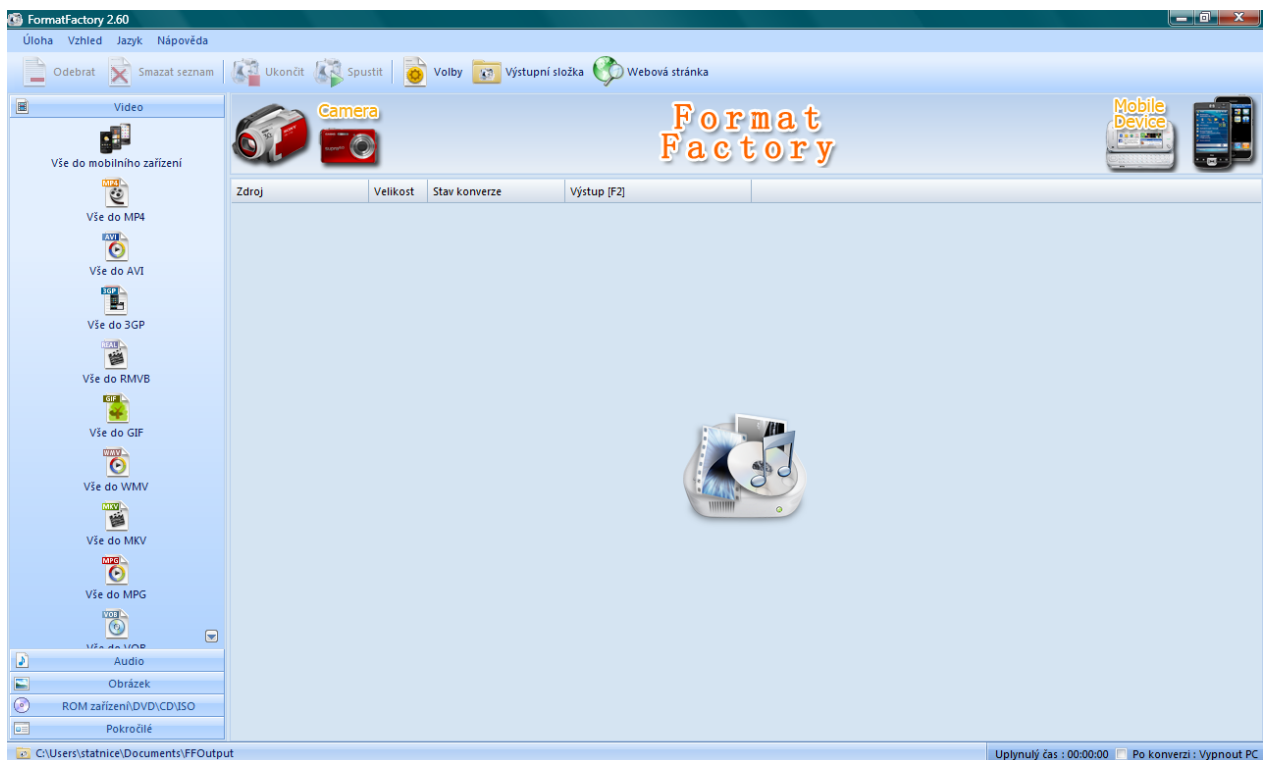 FormatFactory 2.60
Úloha Vzhled Jazyk Nápověda
Odebrat Smazat seznam Ukončit Spustit Volby Výstupní složka Webová stránka
Video
Camera
Format
Factory
Mobile
Device
Vše do mobilního zařízení
Zdroj Velikost Stav konverze Výstup [F2]
MP4
Vše do MP4
AVI
Vše do AVI
3GP
Vše do 3GP
REAL
Vše do RMVB
GIF
Vše do GIF
WMV
Vše do WMV
MKV
Vše do MKV
MPG
Vše do MPG
VOB
Vše do VOB
Audio
Obrázek
ROM zařízení\DVD\CD\ISO
Pokročilé
C:\Users\statnice\Documents\FFOutput
Uplynulý čas : 00:00:00 Po konverzi : Vypnout PC